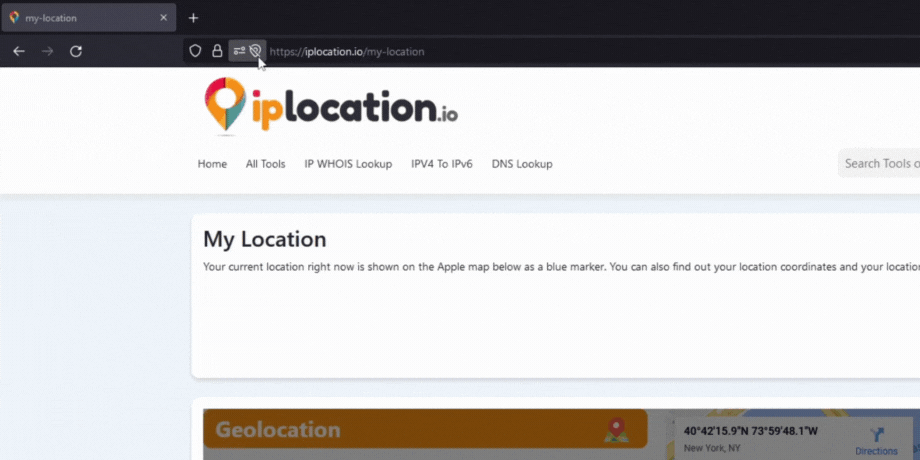 my-location
https://iplocation.io/my-location
iplocation.io
Home All Tools IP WHOIS Lookup IPV4 To IPv6 DNS Lookup
Search Tools o
My Location
Your current location right now is shown on the Apple map below as a blue marker. You can also find out your location coordinates and your location
Geolocation
40°42'15.9"N 73°59'48.1"W
New York, NY
Directions